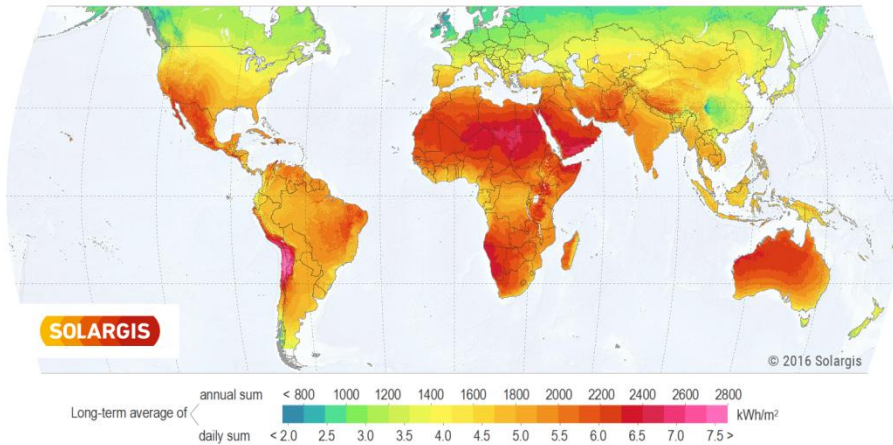 SOLARGIS
© 2016 Solargis
annual sum < 800 1000 1200 1400 1600 1800 2000 2200 2400 2600 2800
Long-term average of kWh/m²
daily sum < 2.0 2.5 3.0 3.5 4.0 4.5 5.0 5.5 6.0 6.5 7.0 7.5 >